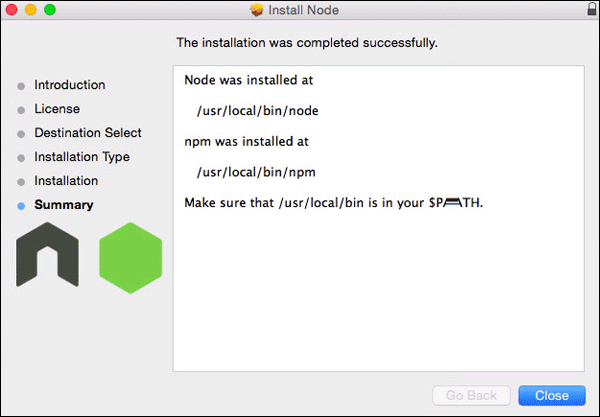 Install Node
The installation was completed successfully.
Introduction
License
Destination Select
Installation Type
Installation
Summary
Node was installed at
/usr/local/bin/node
npm was installed at
/usr/local/bin/npm
Make sure that /usr/local/bin is in your
Go Back
Close